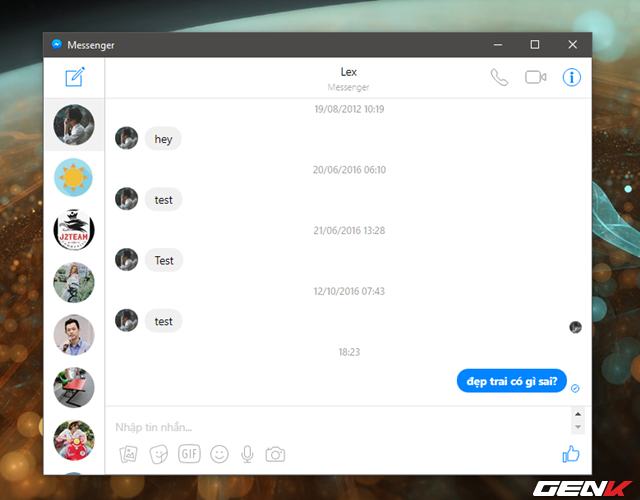 Messenger
Lex
Messenger
19/08/2012 10:19
hey
20/06/2016 06:10
test
21/06/2016 13:28
Test
12/10/2016 07:43
test
18:23
đẹp trai có gì sai?
Nhập tin nhắn...
GIF
J2TEAM
GENK